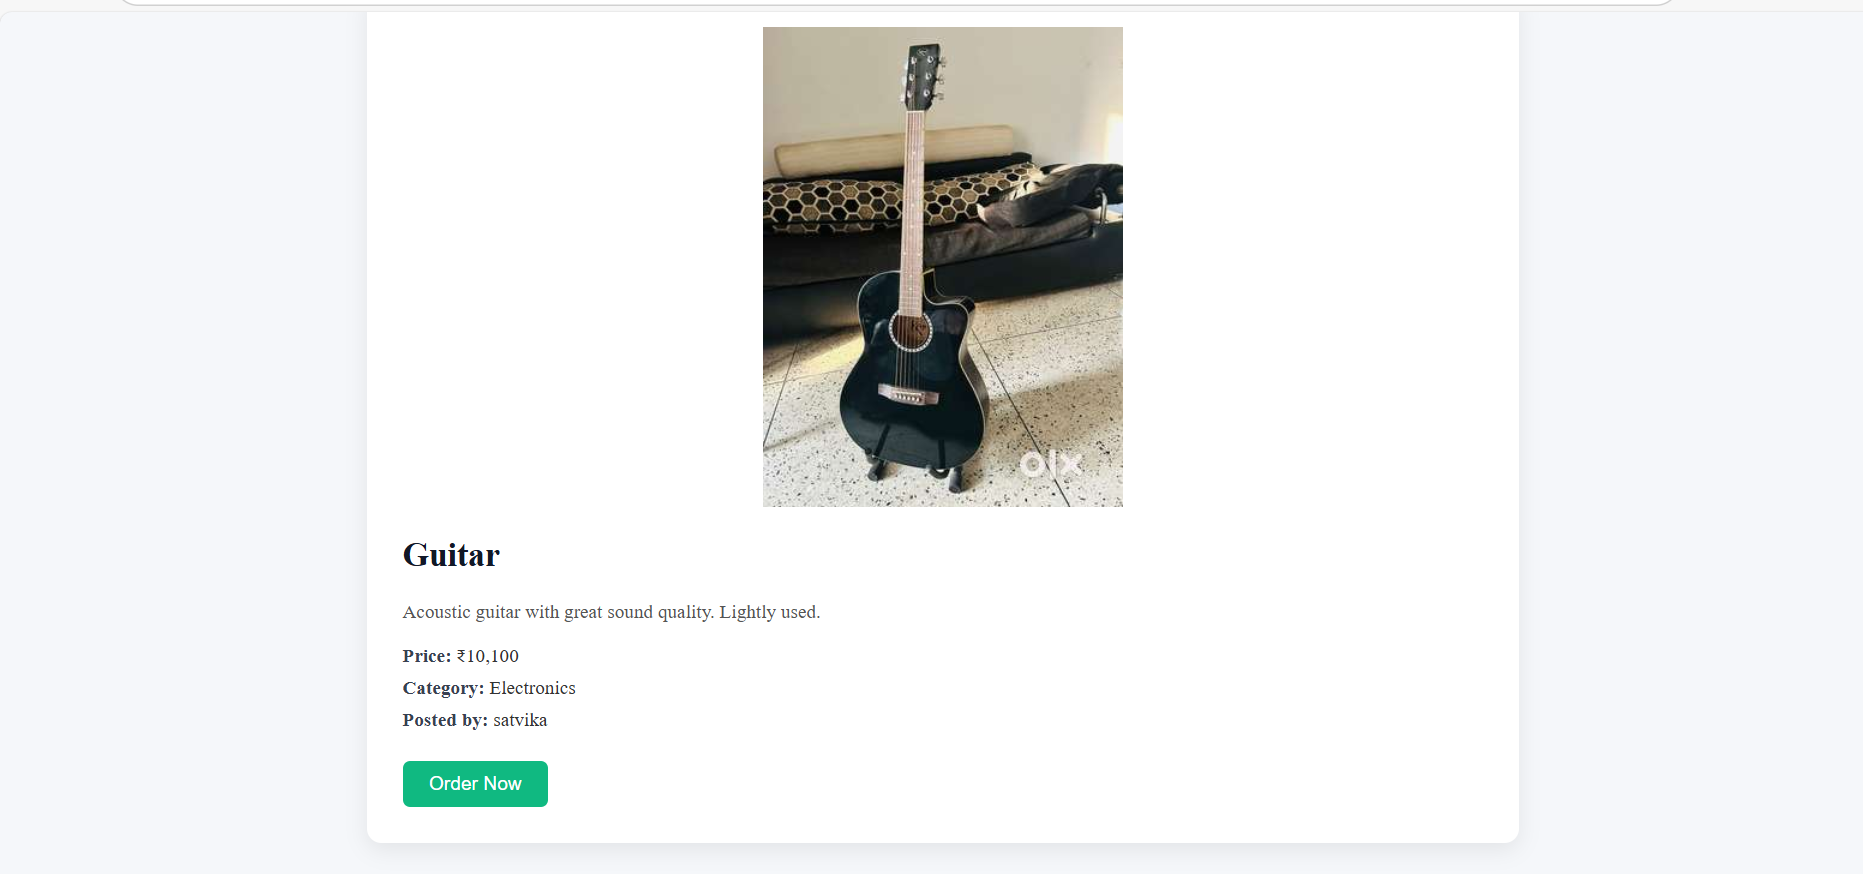 olx
Guitar
Acoustic guitar with great sound quality. Lightly used.
Price: ₹10,100
Category: Electronics
Posted by: satvika
Order Now